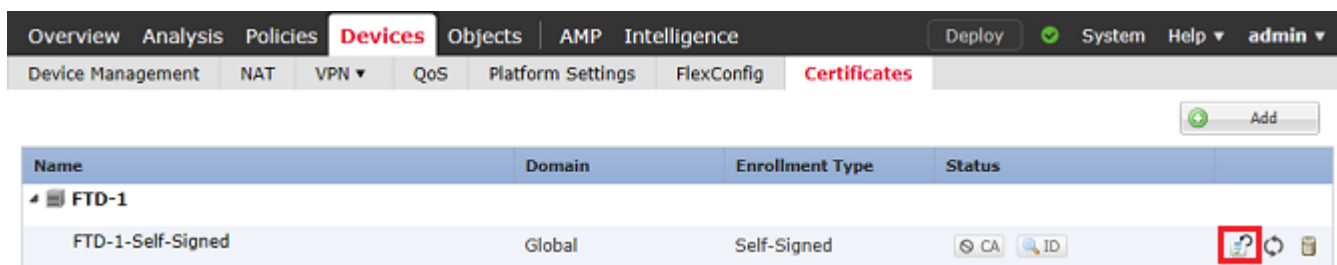 Overview Analysis Policies Devices Objects AMP Intelligence Deploy System Help admin
Device Management NAT VPN QoS Platform Settings FlexConfig Certificates
Add
Name Domain Enrollment Type Status
FTD-1
FTD-1-Self-Signed Global Self-Signed CA ID